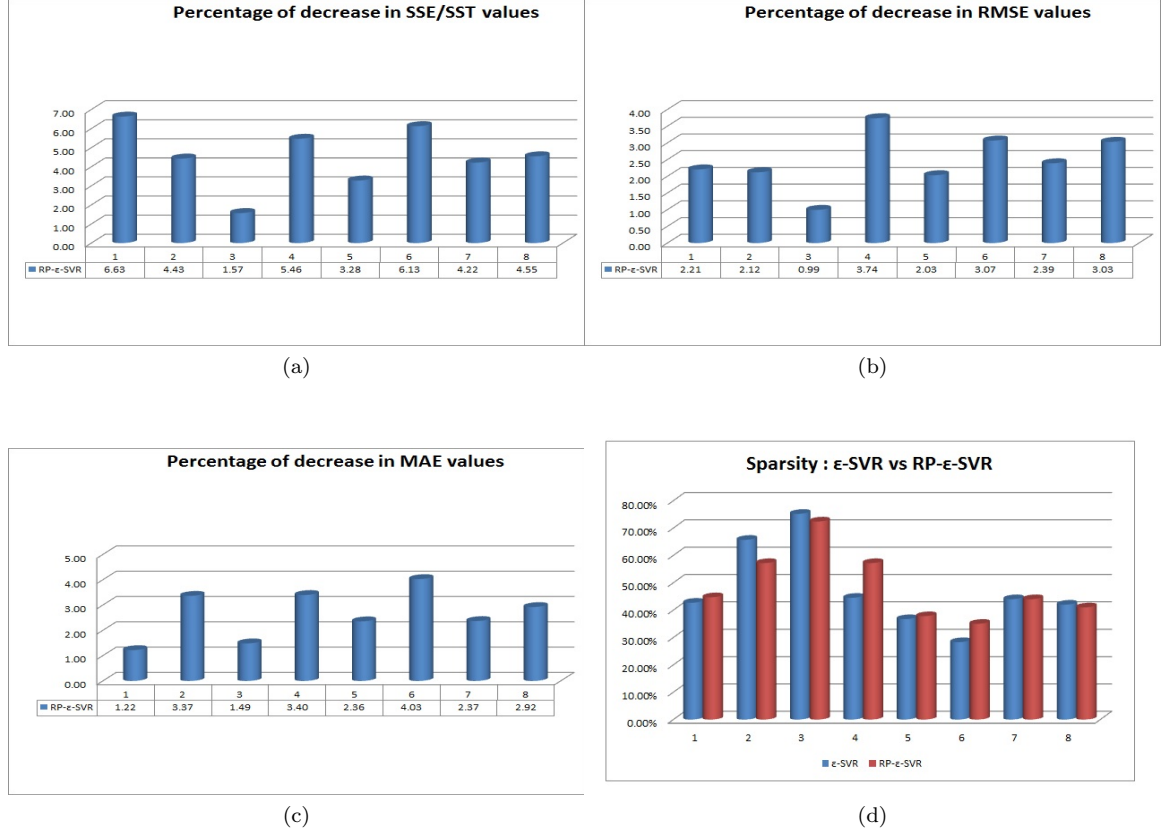 Percentage of decrease in SSE/SST values
7.00
6.00
5.00
4.00
3.00
2.00
1.00
0.00
1 2 3 4 5 6 7 8
RP-ε-SVR 6.63 4.43 1.57 5.46 3.28 6.13 4.22 4.55
(a)
Percentage of decrease in RMSE values
4.00
3.50
3.00
2.50
2.00
1.50
1.00
0.50
0.00
1 2 3 4 5 6 7 8
RP-ε-SVR 2.21 2.12 0.99 3.74 2.03 3.07 2.39 3.03
(b)
Percentage of decrease in MAE values
5.00
4.00
3.00
2.00
1.00
0.00
1 2 3 4 5 6 7 8
RP-ε-SVR 1.22 3.37 1.49 3.40 2.36 4.03 2.37 2.92
(c)
Sparsity : ε-SVR vs RP-ε-SVR
80.00%
70.00%
60.00%
50.00%
40.00%
30.00%
20.00%
10.00%
0.00%
1 2 3 4 5 6 7 8
ε-SVR RP-ε-SVR
(d)